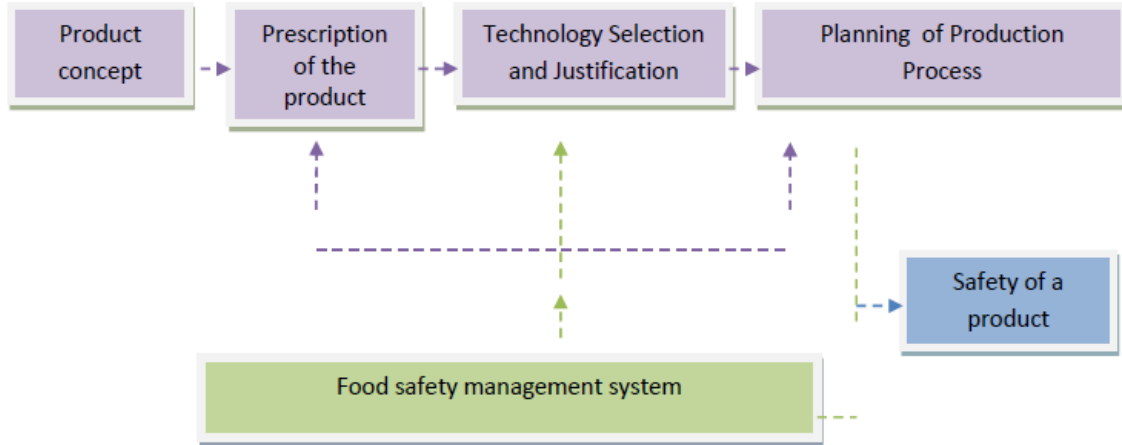 Product
concept
Prescription
of the
product
Technology Selection
and Justification
Planning of Production
Process
Safety of a
product
Food safety management system